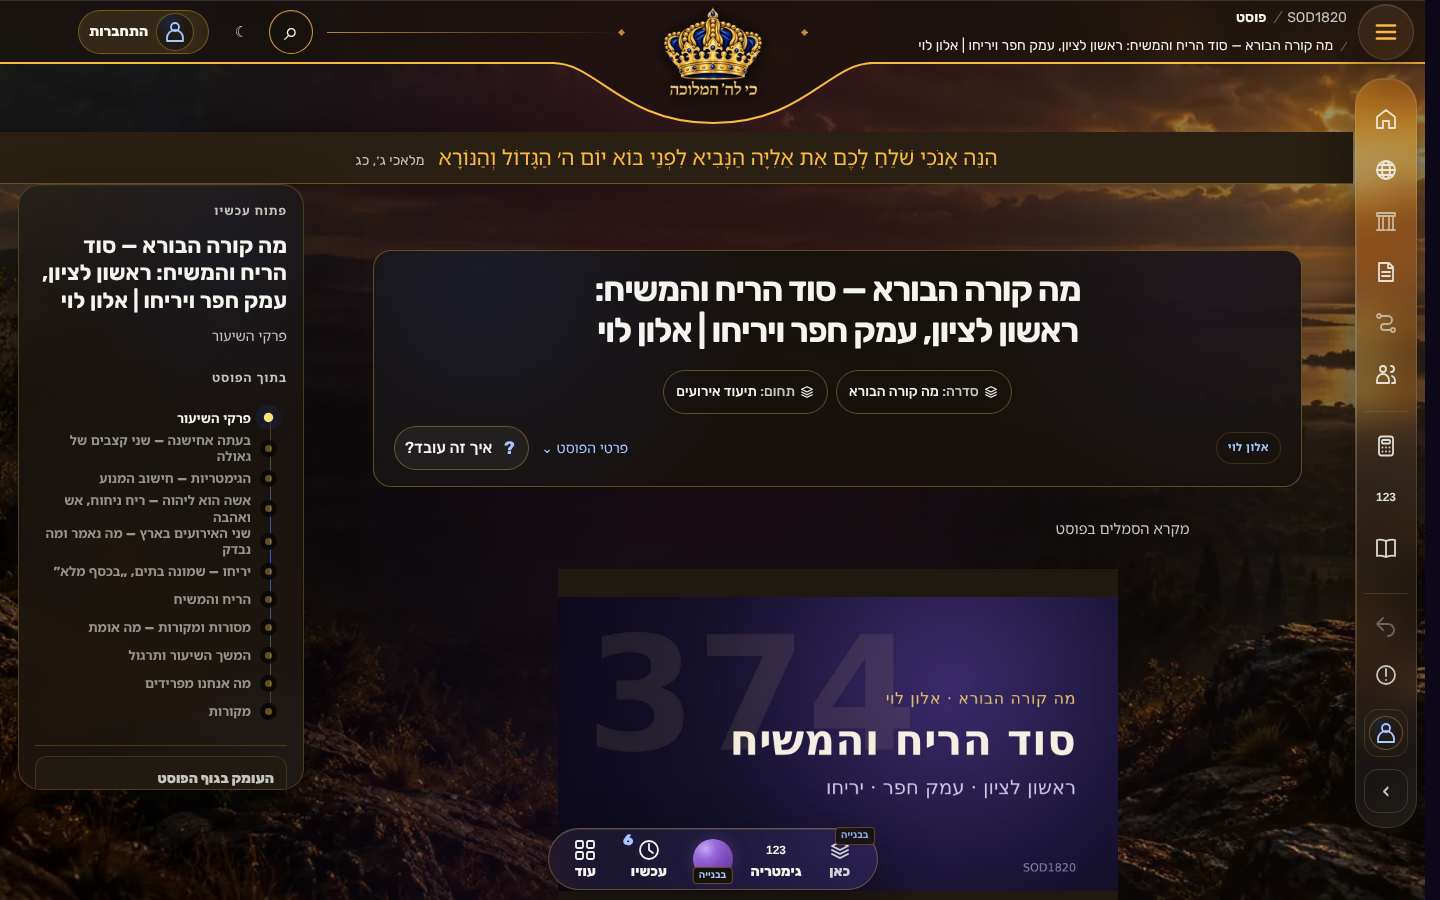 SOD1820 / פוסט
/ מה קורה הבורא – סוד הריח והמשיח: ראשון לציון, עמק חפר ויריחו | אלון לוי
כי לה' המלוכה
התחברות
הִנֵּה אָנֹכִי שֹׁלֵחַ לָכֶם אֵת אֵלִיָּה הַנָּבִיא לִפְנֵי בּוֹא יוֹם ה' הַגָּדוֹל וְהַנּוֹרָא מלאכי ג', כג
מה קורה הבורא – סוד הריח והמשיח:
ראשון לציון, עמק חפר ויריחו | אלון לוי
סדרה: מה קורה הבורא
תחום: תיעוד אירועים
אלון לוי
פרטי הפוסט
? איך זה עובד?
מקרא הסמלים בפוסט
374
מה קורה הבורא · אלון לוי
סוד הריח והמשיח
ראשון לציון · עמק חפר · יריחו
SOD1820
פתוח עכשיו
מה קורה הבורא – סוד
הריח והמשיח: ראשון לציון,
עמק חפר ויריחו | אלון לוי
פרקי השיעור
בתוך הפוסט
פרקי השיעור
בעתה אחישנה – שני קצבים של
גאולה
הגימטריות – חישוב המנוע
אשה הוא ליהוה – ריח ניחוח, אש
ואהבה
שני האירועים בארץ – מה נאמר ומה
נבדק
יריחו – שמונה בתים, „בכסף מלא”
הריח והמשיח
מסורות ומקורות – מה אומת
המשך השיעור ותרגול
מה אנחנו מפרידים
מקורות
העומק בגוף הפוסט
123
בבנייה
כאן
123
גימטריה
בבנייה
6
עכשיו
עוד